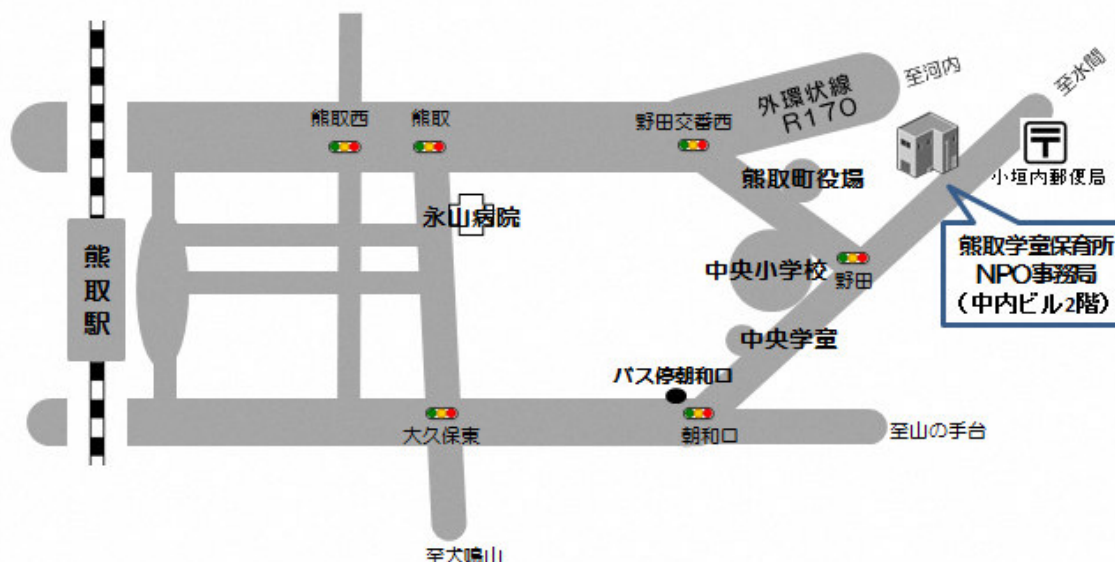 至河内
至水間
外環状線
R170
熊取西
熊取
野田交番西
熊取町役場
小垣内郵便局
永山病院
熊取駅
中央小学校
野田
熊取学童保育所
NPO事務局
(中内ビル2階)
中央学童
バス停朝和口
大久保東
朝和口
至山の手台
至犬鳴山